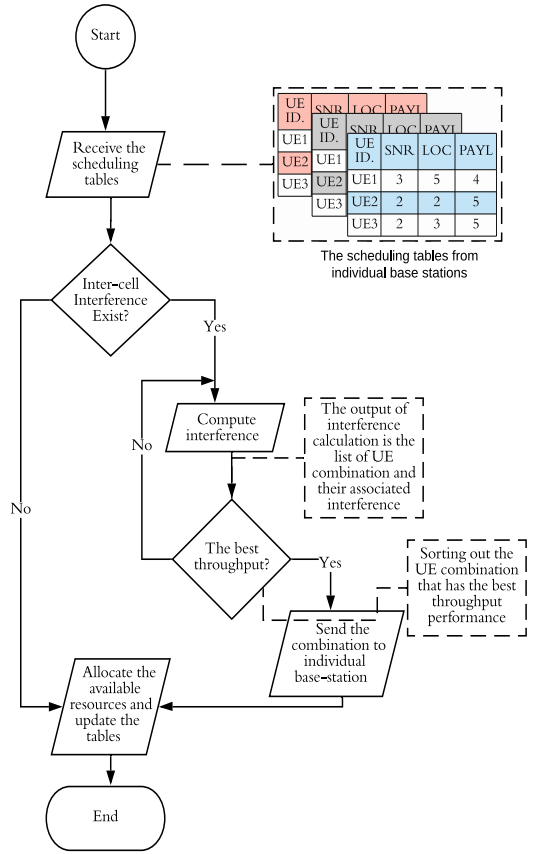 Start
Receive the
scheduling
tables
UE
ID. SNR LOC PAYL
UE1
UE2
UE3
UE
ID. SNR LOC PAYL
UE1
UE2
UE3
UE
ID. SNR LOC PAYL
UE1 3 5 4
UE2 2 2 5
UE3 2 3 5
The scheduling tables from
individual base stations
Inter-cell
Interference
Exist?
Yes
No
Compute
interference
The output of
interference
calculation is the
list of UE
combination and
their associated
interference
No
The best
throughput?
Yes
Sorting out the
UE combination
that has the best
throughput
performance
Send the
combination to
individual
base-station
Allocate the
available
resources and
update the
tables
End